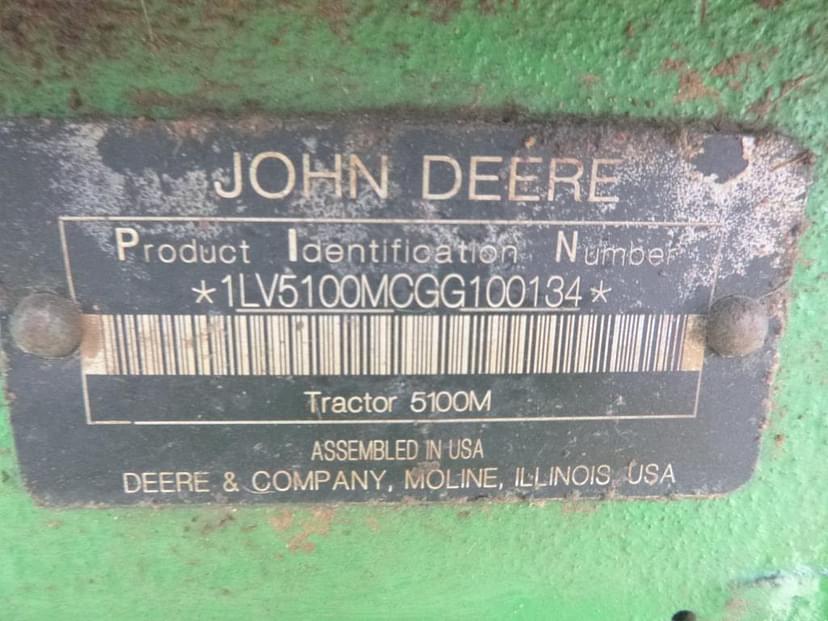 JOHN DEERE
Product Identification Number
*1LV5100MCGG100134*
Tractor 5100M
ASSEMBLED IN USA
DEERE & COMPANY, MOLINE, ILLINOIS, USA